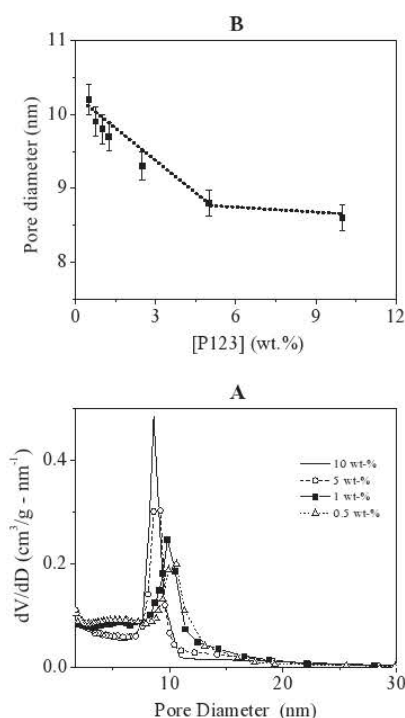 B
Pore diameter (nm)
11
10
9
8
7
0
3
6
9
12
[P123] (wt.%)
A
dV/dD (cm³/g - nm⁻¹)
0.4
0.2
0.0
10 wt-%
5 wt-%
1 wt-%
0.5 wt-%
10
20
30
Pore Diameter (nm)